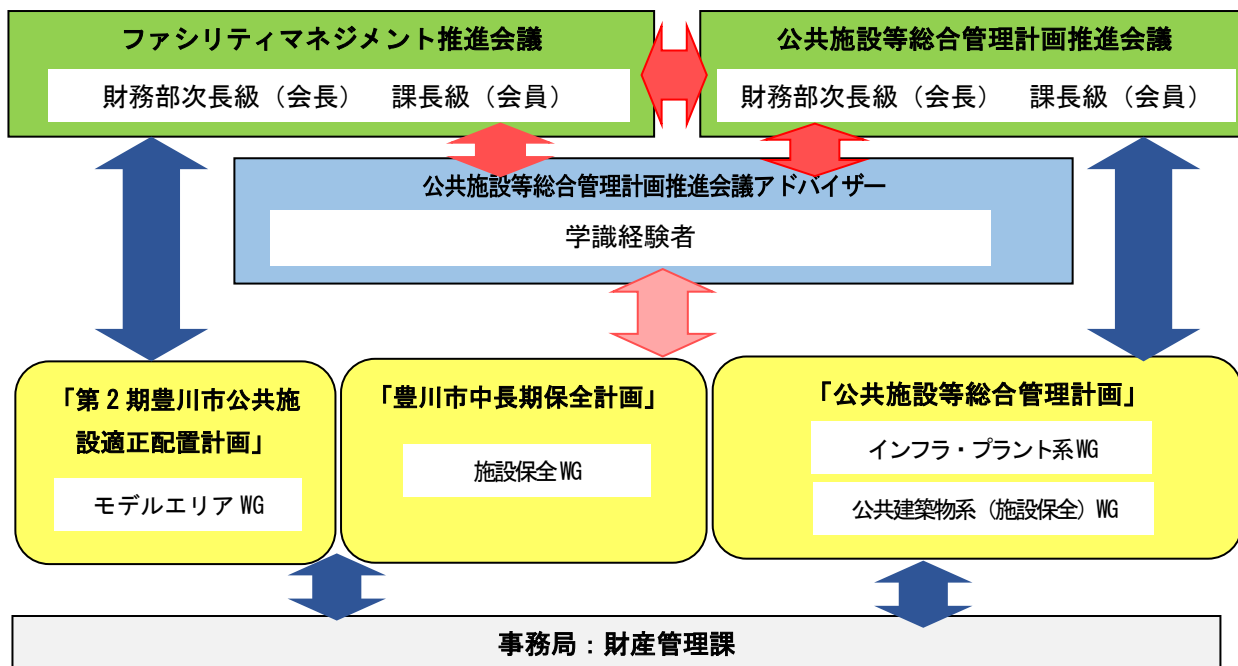 ファシリティマネジメント推進会議
財務部次長級（会長）　課長級（会員）
公共施設等総合管理計画推進会議
財務部次長級（会長）　課長級（会員）
公共施設等総合管理計画推進会議アドバイザー
学識経験者
「第２期豊川市公共施
設適正配置計画」
モデルエリア WG
「豊川市中長期保全計画」
施設保全 WG
「公共施設等総合管理計画」
インフラ・プラント系 WG
公共建築物系（施設保全）WG
事務局：財産管理課